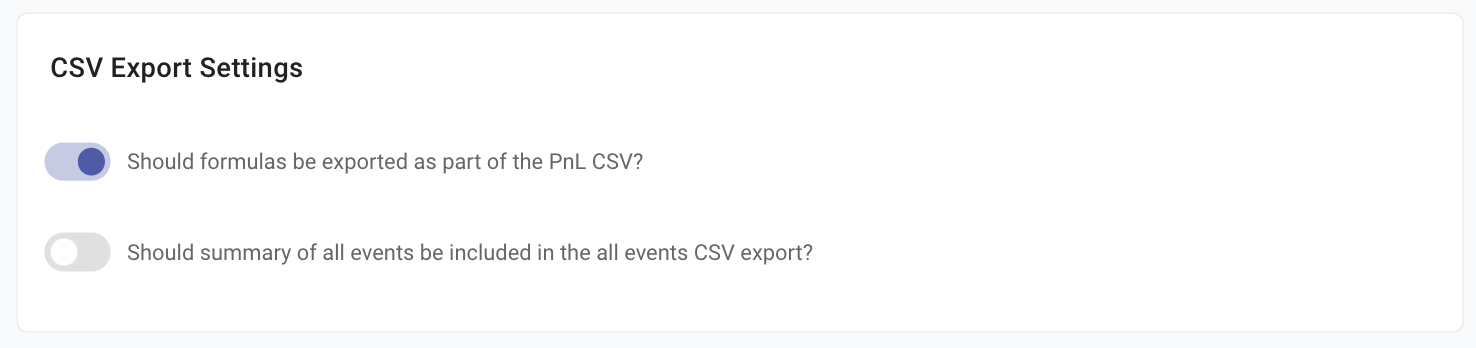 CSV Export Settings
Should formulas be exported as part of the PnL CSV?
Should summary of all events be included in the all events CSV export?